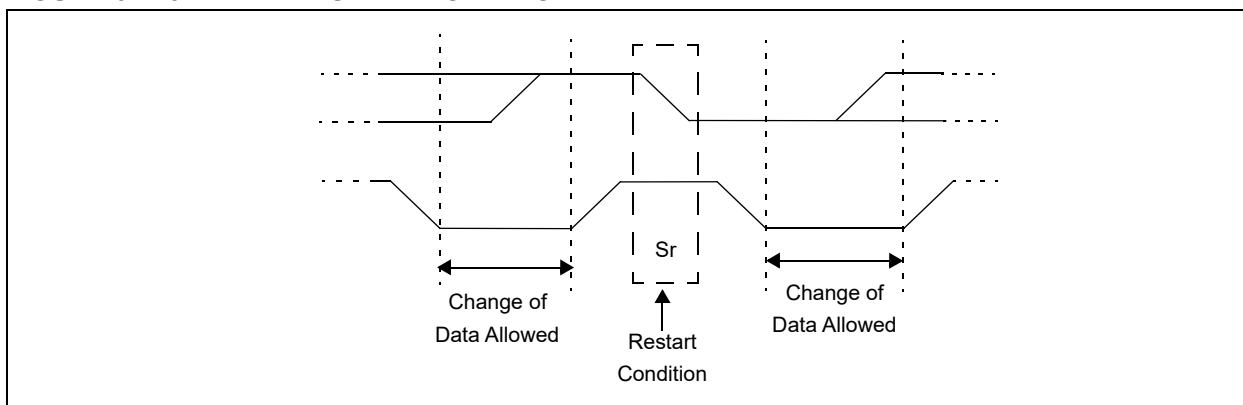 Sr
Change of
Data Allowed
Restart
Condition
Change of
Data Allowed